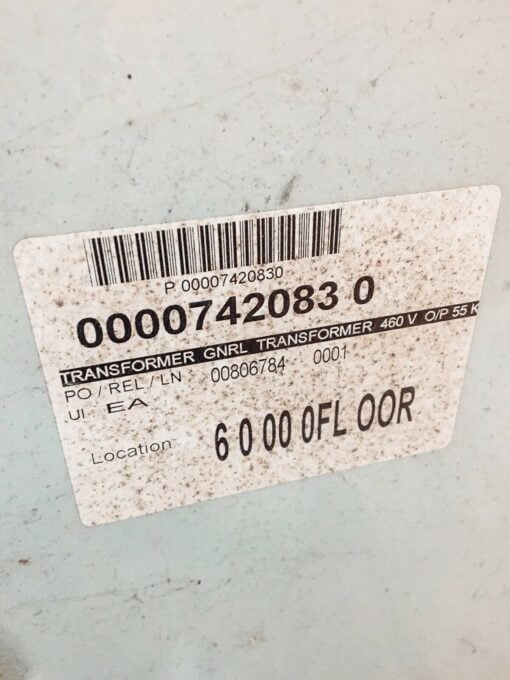 P 00007420830
0000742083 0
TRANSFORMER GNRL TRANSFORMER 460 V O/P 55 K
PO / REL / LN 00806784 0001
UI EA
Location 6 0 00 0FL OOR